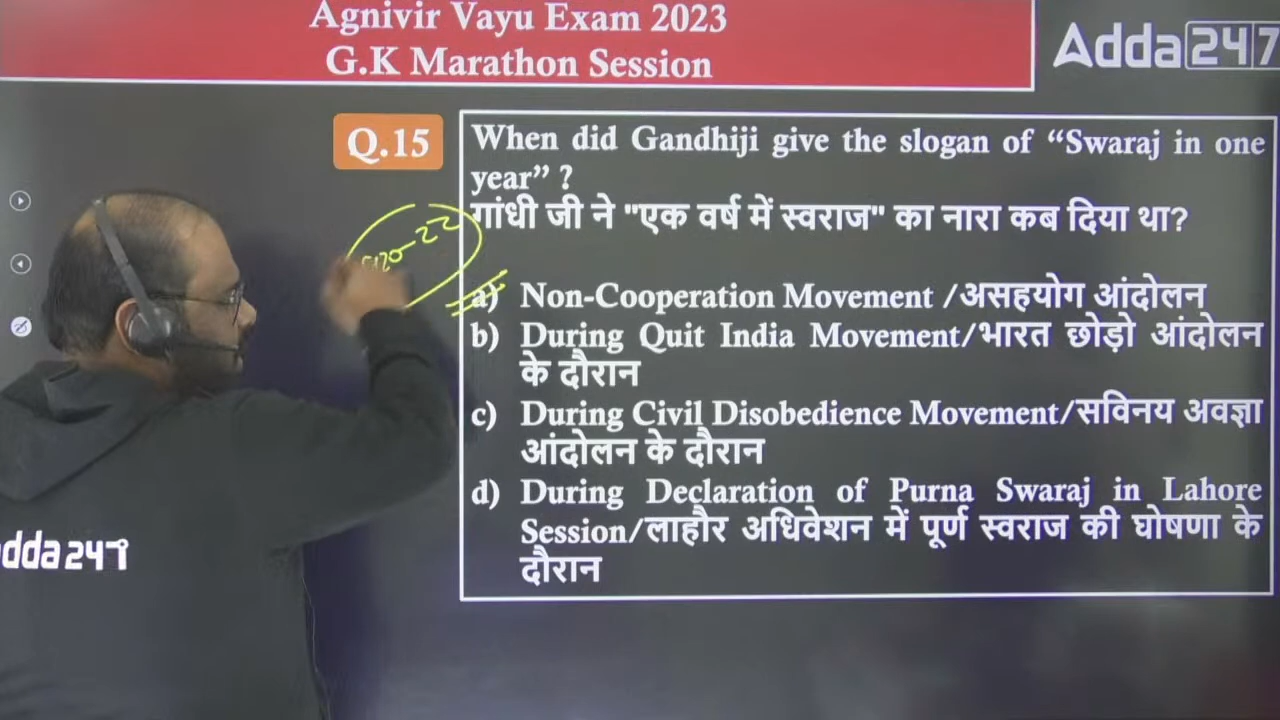 Agnivir Vayu Exam 2023
G.K Marathon Session
Adda247
Q.15
When did Gandhiji give the slogan of “Swaraj in one
year” ?
गांधी जी ने "एक वर्ष में स्वराज" का नारा कब दिया था?
20-22
a) Non-Cooperation Movement /असहयोग आंदोलन
b) During Quit India Movement/भारत छोड़ो आंदोलन
के दौरान
c) During Civil Disobedience Movement/सविनय अवज्ञा
आंदोलन के दौरान
d) During Declaration of Purna Swaraj in Lahore
Session/लाहौर अधिवेशन में पूर्ण स्वराज की घोषणा के
दौरान
dda247